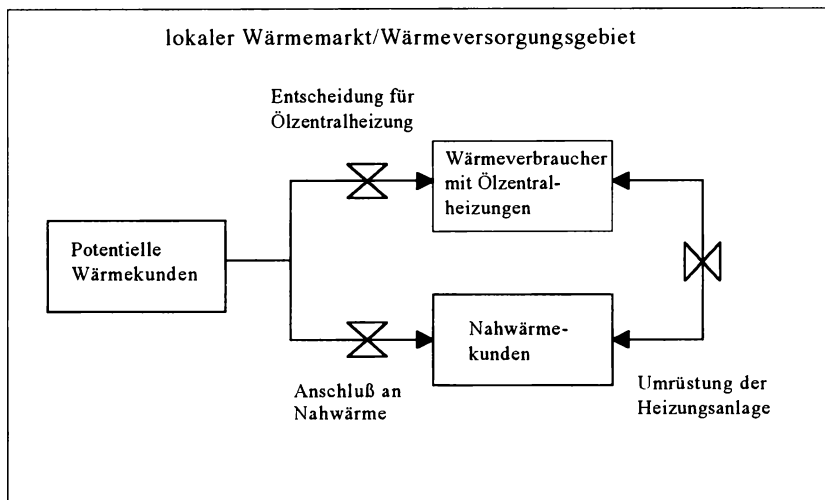 lokaler Wärmemarkt/Wärmeversorgungsgebiet
Entscheidung für
Ölzentralheizung
Wärmeverbraucher
mit Ölzentral-
heizungen
Potentielle
Wärmekunden
Nahwärme-
kunden
Anschluß an
Nahwärme
Umrüstung der
Heizungsanlage